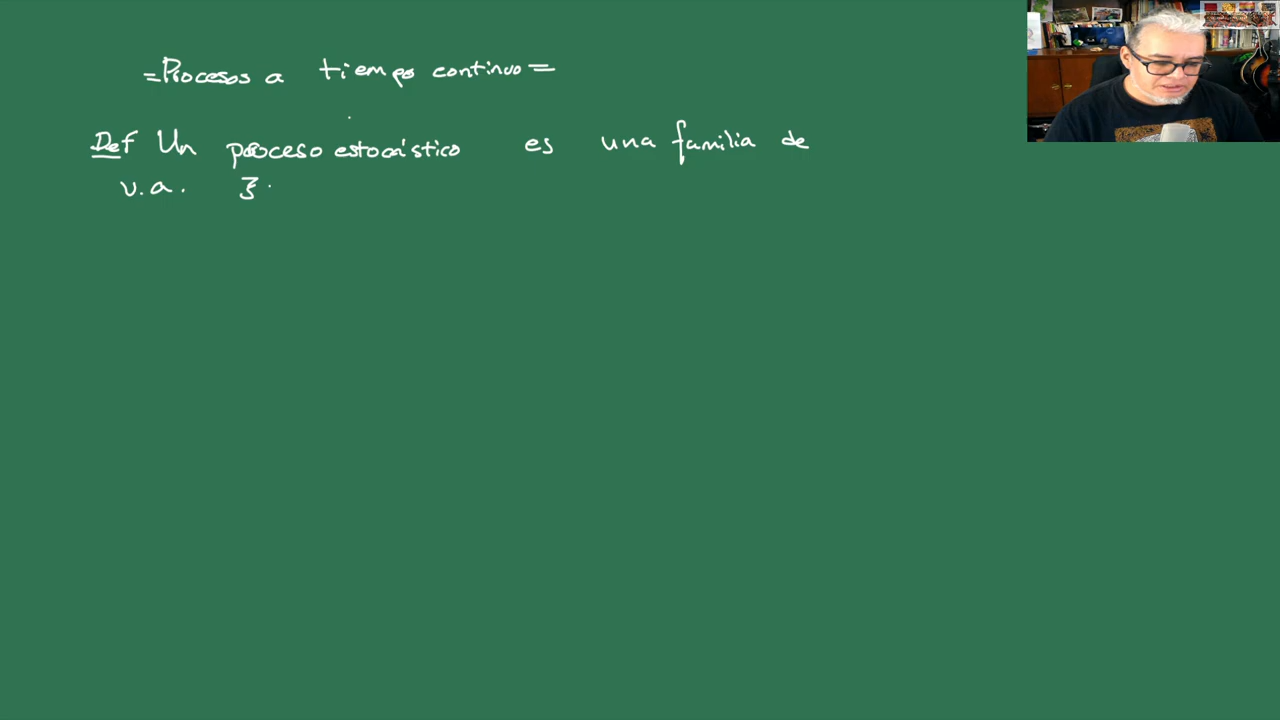 =Procesos a tiempo continuo=
Def Un proceso estocástico es una familia de
v.a. ξ